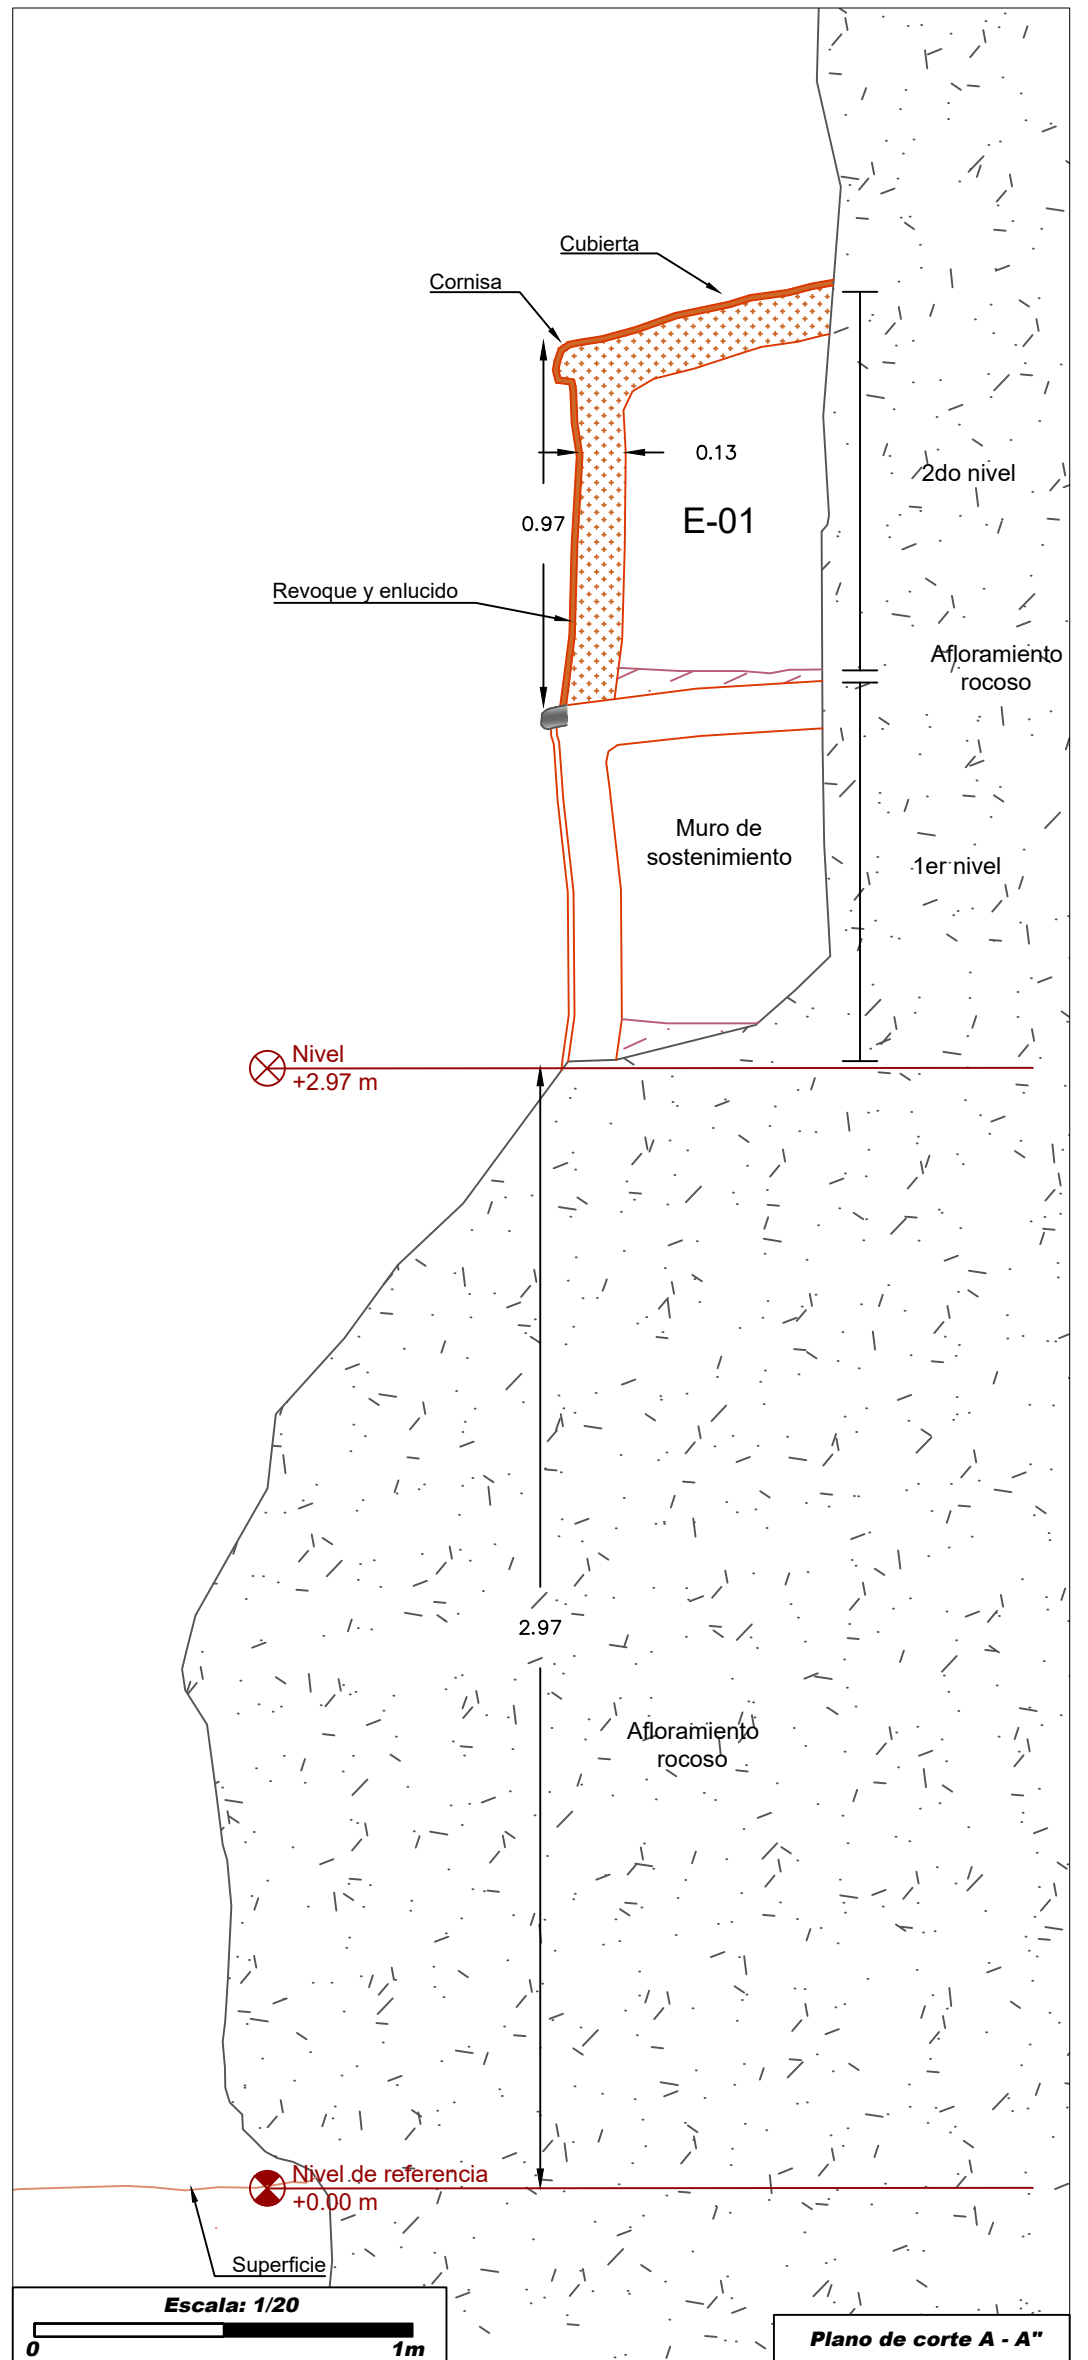 Cubierta
Cornisa
0.13
2do nivel
0.97
E-01
Revoque y enlucido
Afloramiento
rocoso
Muro de
sostenimiento
1er nivel
Nivel
+2.97 m
2.97
Afloramiento
rocoso
Nivel de referencia
+0.00 m
Superficie
Escala: 1/20
0 1m
Plano de corte A - A"